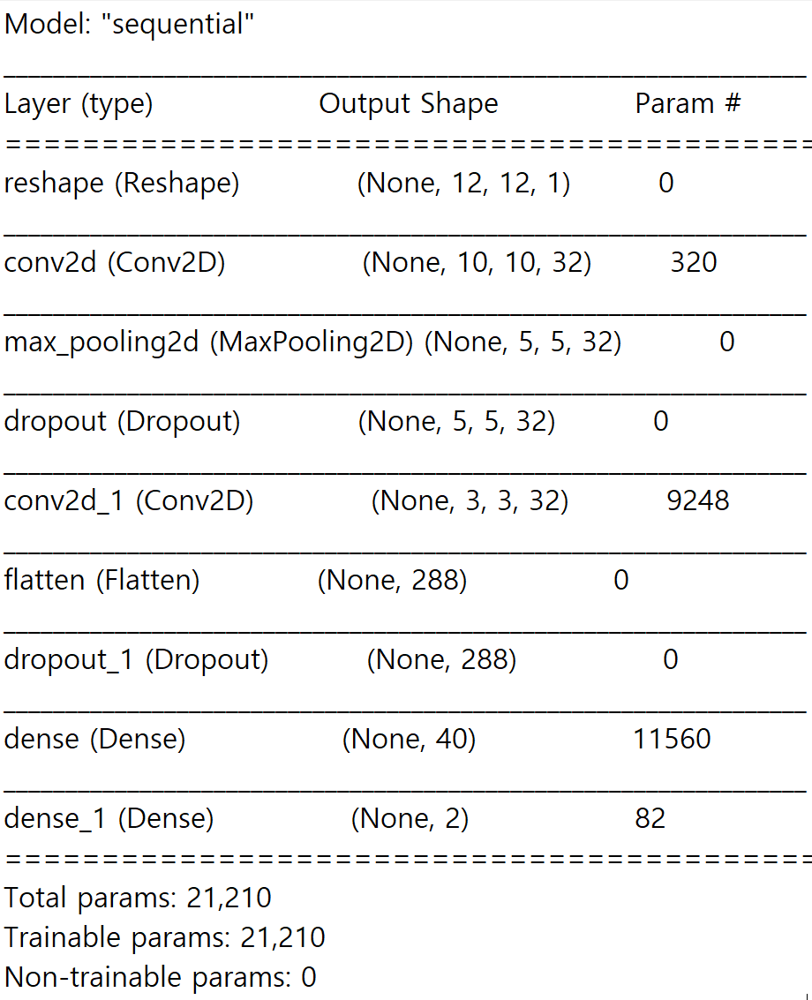 Model: "sequential"
_________________________________________________________________
Layer (type)                 Output Shape              Param #
=================================================================
reshape (Reshape)            (None, 12, 12, 1)         0
_________________________________________________________________
conv2d (Conv2D)              (None, 10, 10, 32)        320
_________________________________________________________________
max_pooling2d (MaxPooling2D) (None, 5, 5, 32)          0
_________________________________________________________________
dropout (Dropout)            (None, 5, 5, 32)          0
_________________________________________________________________
conv2d_1 (Conv2D)            (None, 3, 3, 32)          9248
_________________________________________________________________
flatten (Flatten)            (None, 288)               0
_________________________________________________________________
dropout_1 (Dropout)          (None, 288)               0
_________________________________________________________________
dense (Dense)                (None, 40)                11560
_________________________________________________________________
dense_1 (Dense)              (None, 2)                 82
=================================================================
Total params: 21,210
Trainable params: 21,210
Non-trainable params: 0